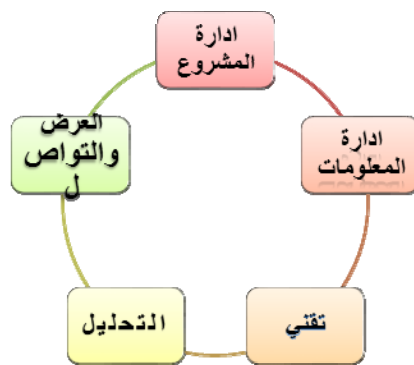 ادارة
المشروع
ادارة
المعلومات
تقني
التحليل
العرض
والتواص
ل